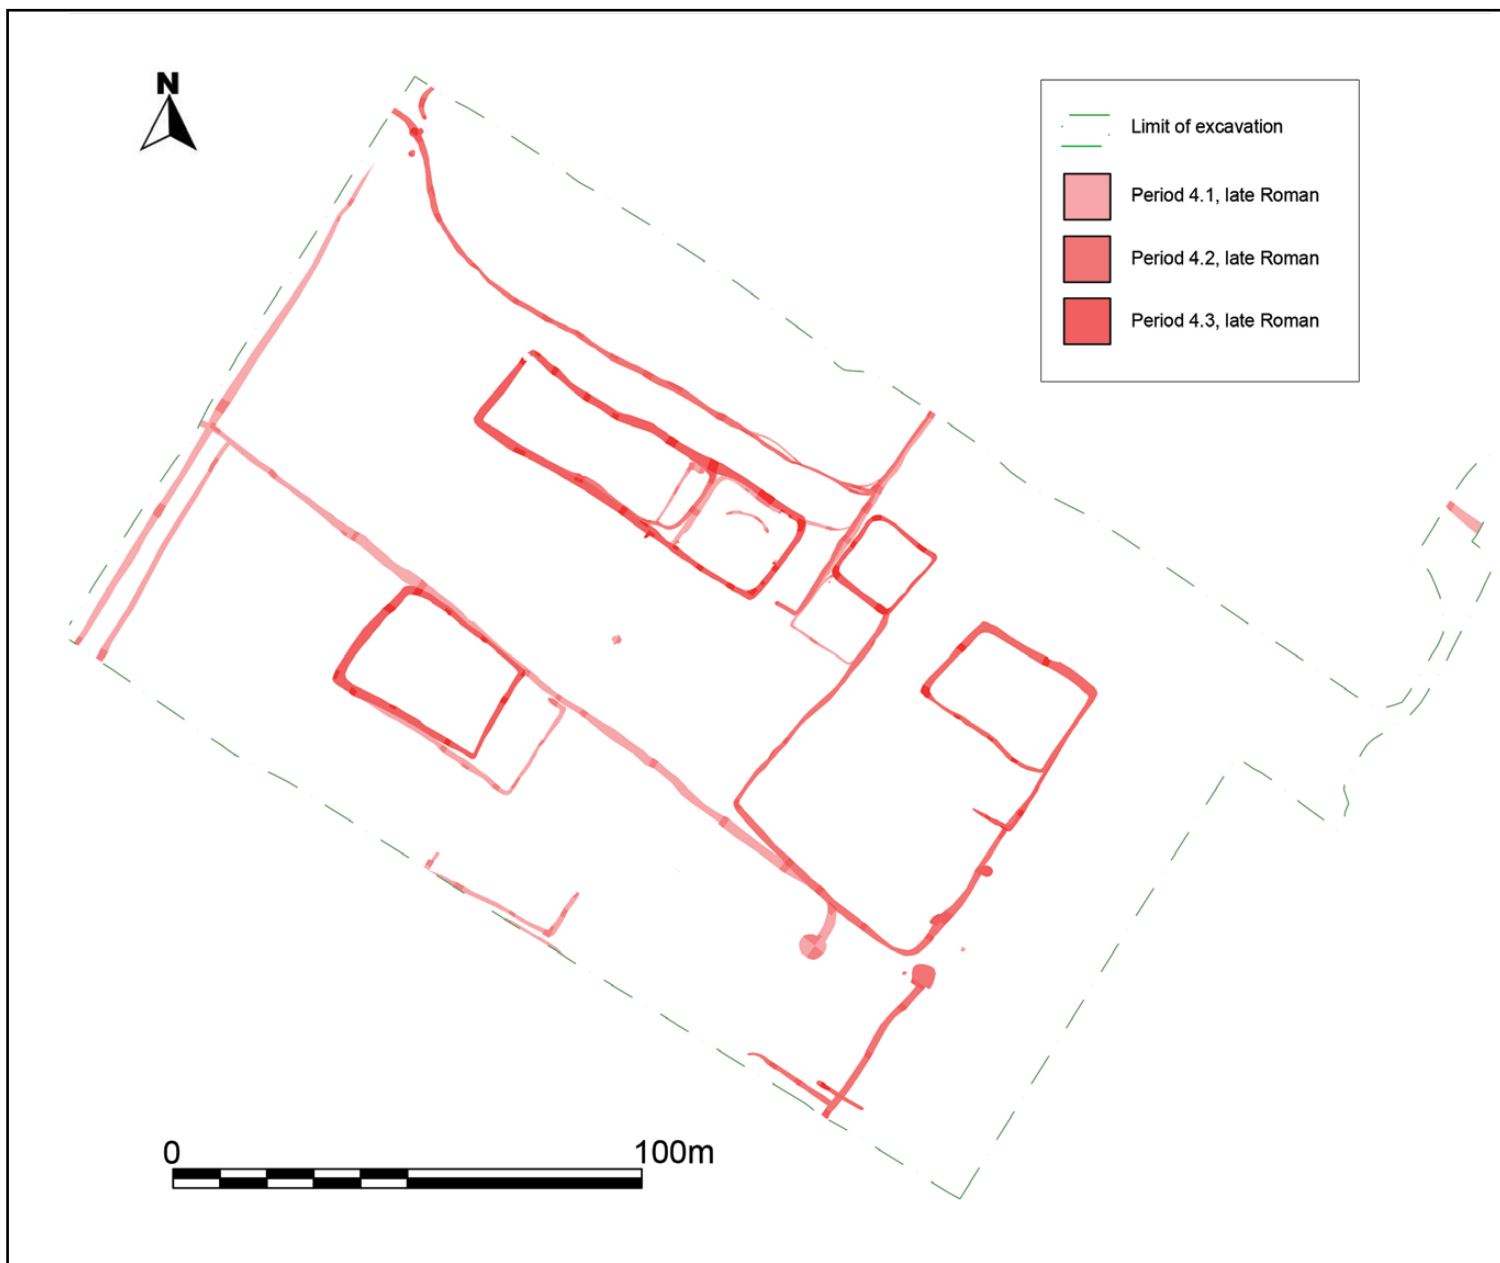 N
Limit of excavation
Period 4.1, late Roman
Period 4.2, late Roman
Period 4.3, late Roman
0 100m